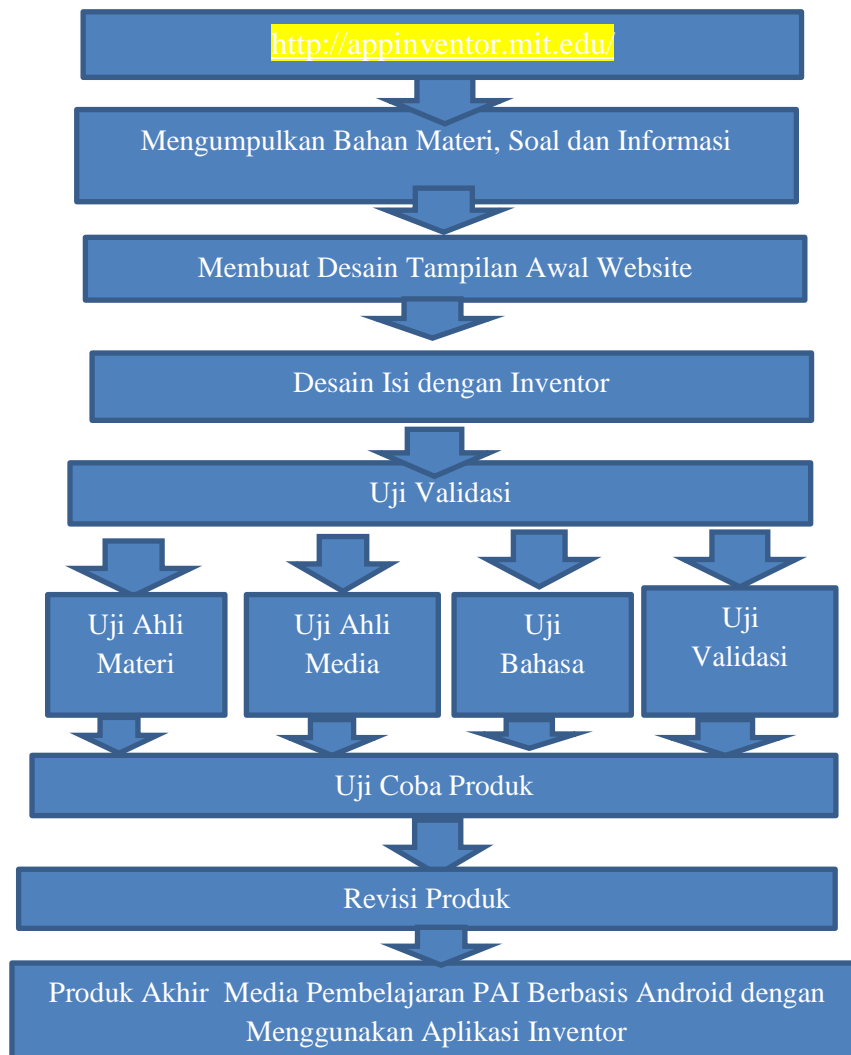 http://appinventor.mit.edu/
Mengumpulkan Bahan Materi, Soal dan Informasi
Membuat Desain Tampilan Awal Website
Desain Isi dengan Inventor
Uji Validasi
Uji Ahli
Materi
Uji Ahli
Media
Uji
Bahasa
Uji
Validasi
Uji Coba Produk
Revisi Produk
Produk Akhir  Media Pembelajaran PAI Berbasis Android dengan
Menggunakan Aplikasi Inventor